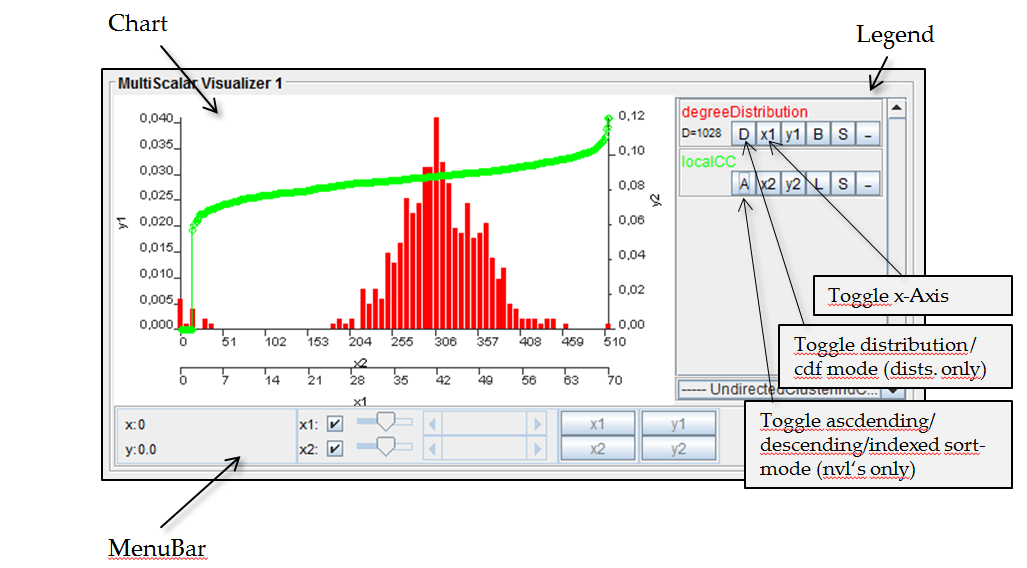 Chart
Legend
MultiScalar Visualizer 1
degreeDistribution
D=1028 D x1 y1 B S –
localCC
A x2 y2 L S –
0,040
0,035
0,030
0,025
0,020
0,015
0,010
0,005
0,000
y1
0,12
0,10
0,08
0,06
0,04
0,02
0,00
y2
0 51 102 153 204 255 306 357 408 459 510
x2
0 7 14 21 28 35 42 49 56 63 70
x1
Toggle x-Axis
Toggle distribution/
cdf mode (dists. only)
----- UndirectedClusteringC...
Toggle ascdending/
descending/indexed sort-
mode (nvl's only)
x:0
y:0.0
x1:
x2:
x1 y1
x2 y2
MenuBar